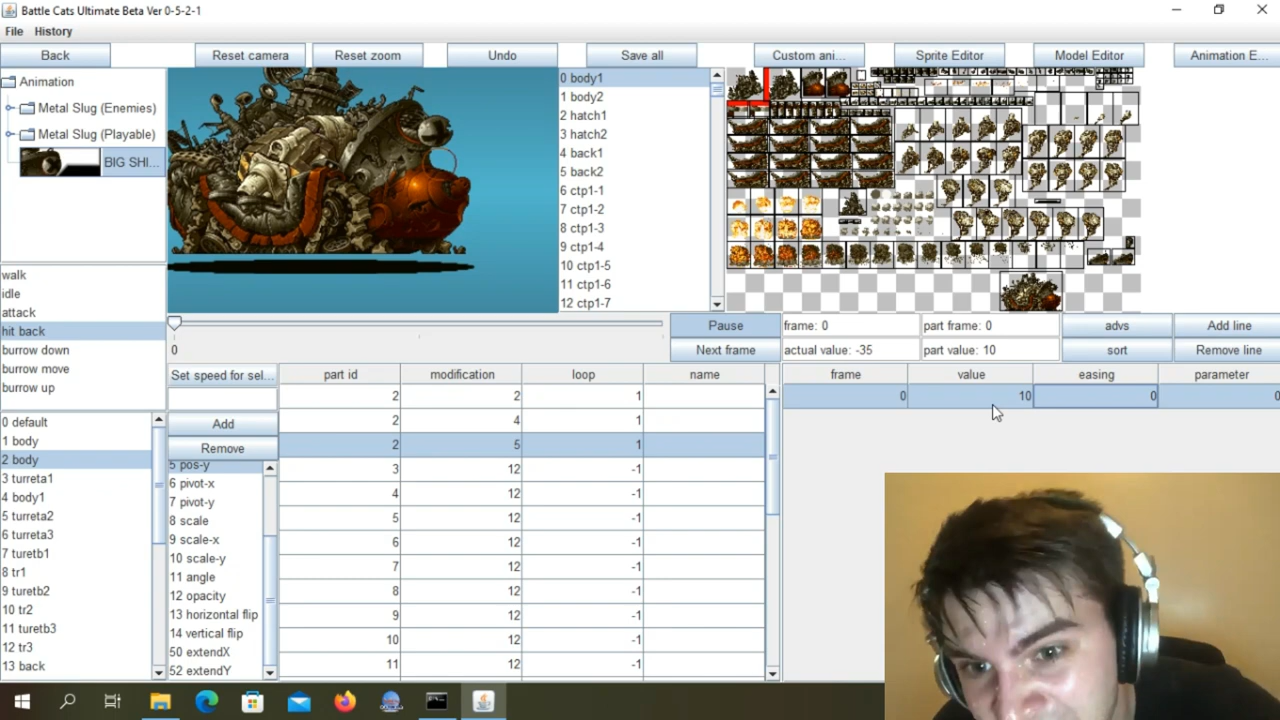 Battle Cats Ultimate Beta Ver 0-5-2-1
File History
Back Reset camera Reset zoom Undo Save all Custom ani... Sprite Editor Model Editor Animation E...
Animation
Metal Slug (Enemies)
Metal Slug (Playable)
BIG SHI...
0 body1
1 body2
2 hatch1
3 hatch2
4 back1
5 back2
6 ctp1-1
7 ctp1-2
8 ctp1-3
9 ctp1-4
10 ctp1-5
11 ctp1-6
12 ctp1-7
walk
idle
attack
hit back
burrow down
burrow move
burrow up
0
Pause frame: 0 part frame: 0 advs Add line
Next frame actual value: -35 part value: 10 sort Remove line
Set speed for sel...
Add
Remove
part id modification loop name
2 2 1
2 4 1
2 5 1
3 12 -1
4 12 -1
5 12 -1
6 12 -1
7 12 -1
8 12 -1
9 12 -1
10 12 -1
11 12 -1
frame value easing parameter
0 10 0 0
0 default
1 body
2 body
3 turreta1
4 body1
5 turreta2
6 turreta3
7 turetb1
8 tr1
9 turetb2
10 tr2
11 turetb3
12 tr3
13 back
5 pos-y
6 pivot-x
7 pivot-y
8 scale
9 scale-x
10 scale-y
11 angle
12 opacity
13 horizontal flip
14 vertical flip
50 extendX
52 extendY